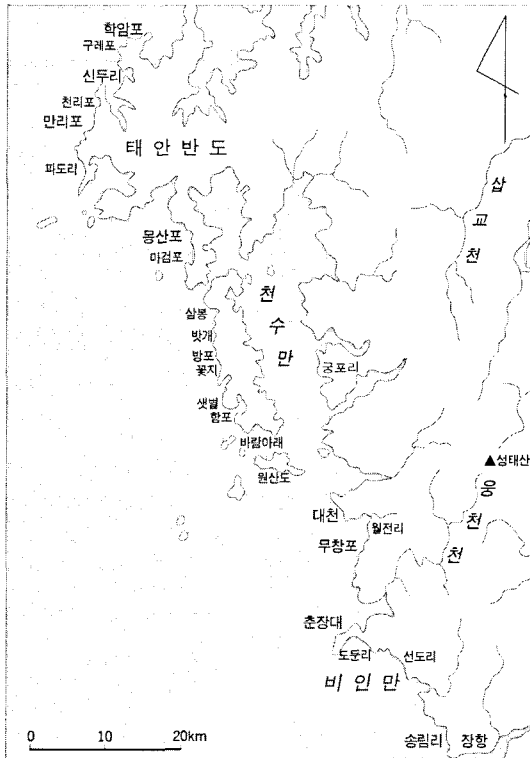 학암포
구레포
신두리
천리포
만리포
태안반도
파도리
삽교천
몽산포
마검포
천수만
삼봉
밧개
방포
꽃지
궁포리
샛별
함포
바람아래
원산도
▲성태산
웅천천
대천
월전리
무창포
춘장대
도둔리
선도리
비인만
송림리
장항
0 10 20km